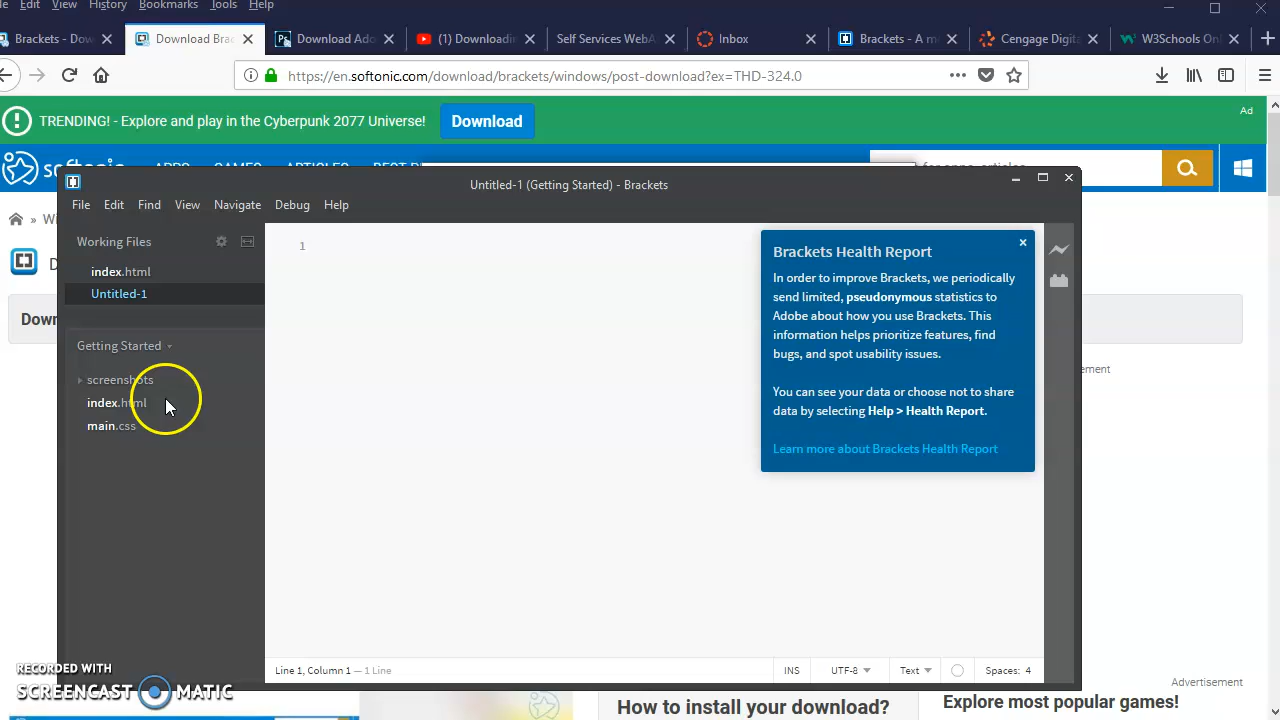 Edit View History Bookmarks Tools Help
Brackets - Dow
Download Brac
Download Ado
(1) Downloadin
Self Services WebA
Inbox
Brackets - A m
Cengage Digita
W3Schools Onl
https://en.softonic.com/download/brackets/windows/post-download?ex=THD-324.0
TRENDING! - Explore and play in the Cyberpunk 2077 Universe!
Download
Ad
Untitled-1 (Getting Started) - Brackets
File Edit Find View Navigate Debug Help
Working Files
index.html
Untitled-1
Getting Started
screenshots
index.html
main.css
1
Brackets Health Report
In order to improve Brackets, we periodically
send limited, pseudonymous statistics to
Adobe about how you use Brackets. This
information helps prioritize features, find
bugs, and spot usability issues.
You can see your data or choose not to share
data by selecting Help > Health Report.
Learn more about Brackets Health Report
Line 1, Column 1 — 1 Line
INS
UTF-8
Text
Spaces: 4
RECORDED WITH
SCREENCAST MATIC
Advertisement
How to install your download?
Explore most popular games!